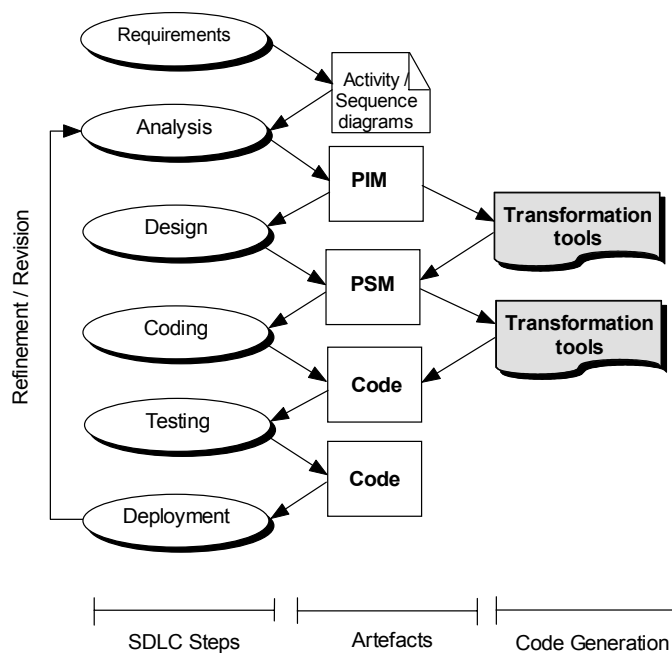 Requirements
Activity /
Sequence
diagrams
Analysis
PIM
Transformation
tools
Design
PSM
Transformation
tools
Coding
Code
Testing
Code
Deployment
Refinement / Revision
SDLC Steps
Artefacts
Code Generation